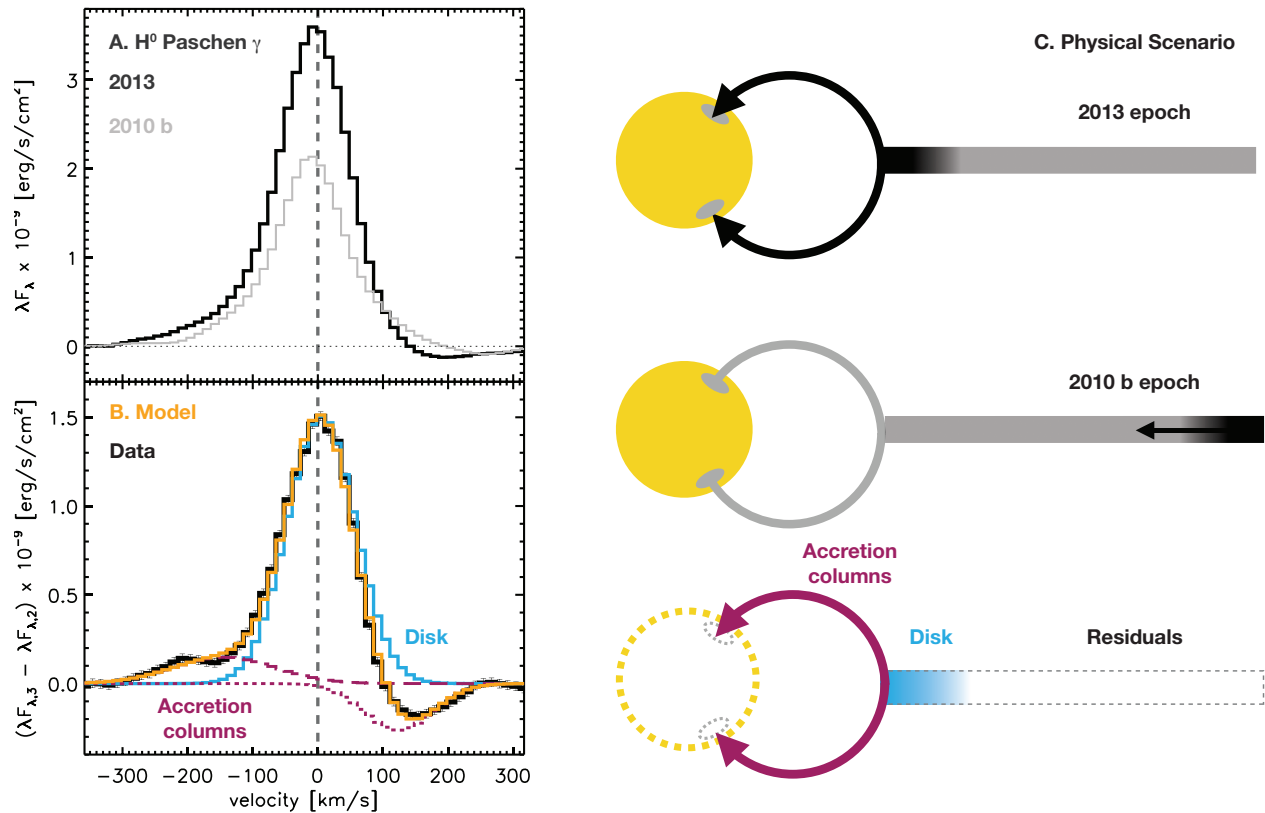 A. H⁰ Paschen γ
2013
2010 b
λF_λ x 10⁻⁹ [erg/s/cm²]
3
2
1
0
B. Model
Data
Disk
Accretion
columns
(λF_λ,3 − λF_λ,2) x 10⁻⁹ [erg/s/cm²]
1.5
1.0
0.5
0.0
−300 −200 −100 0 100 200 300
velocity [km/s]
C. Physical Scenario
2013 epoch
2010 b epoch
Accretion
columns
Disk
Residuals